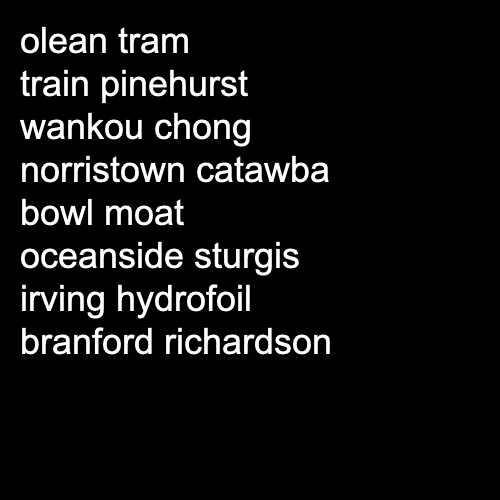 olean tram
train pinehurst
wankou chong
norristown catawba
bowl moat
oceanside sturgis
irving hydrofoil
branford richardson